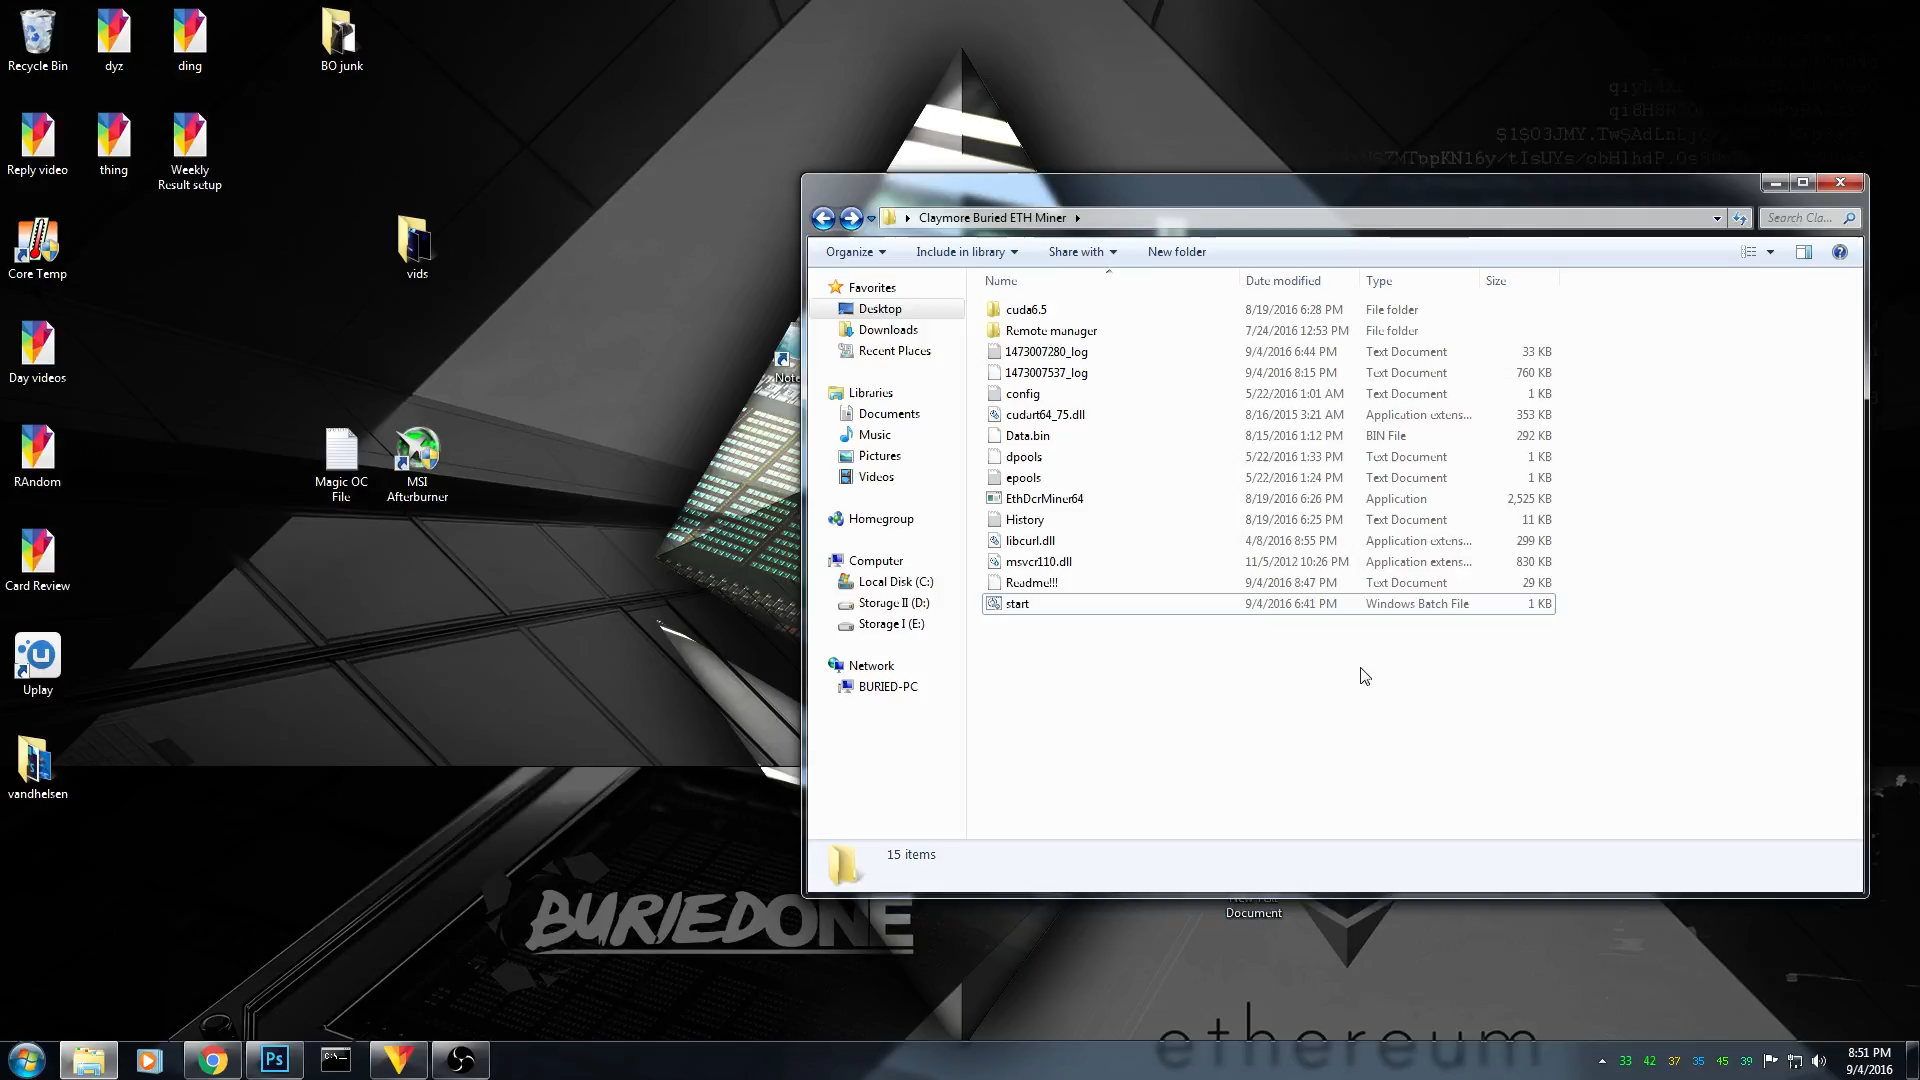 Recycle Bin
dyz
ding
BO junk
Reply video
thing
Weekly
Result setup
Core Temp
vids
Day videos
RAndom
Magic OC
File
MSI
Afterburner
Card Review
Uplay
vandhelsen
Claymore Buried ETH Miner
Search Cla...
Organize
Include in library
Share with
New folder
Favorites
Desktop
Downloads
Recent Places
Libraries
Documents
Music
Pictures
Videos
Homegroup
Computer
Local Disk (C:)
Storage II (D:)
Storage I (E:)
Network
BURIED-PC
Name Date modified Type Size
cuda6.5 8/19/2016 6:28 PM File folder
Remote manager 7/24/2016 12:53 PM File folder
1473007280_log 9/4/2016 6:44 PM Text Document 33 KB
1473007537_log 9/4/2016 8:15 PM Text Document 760 KB
config 5/22/2016 1:01 AM Text Document 1 KB
cudart64_75.dll 8/16/2015 3:21 AM Application extens... 353 KB
Data.bin 8/15/2016 1:12 PM BIN File 292 KB
dpools 5/22/2016 1:33 PM Text Document 1 KB
epools 5/22/2016 1:24 PM Text Document 1 KB
EthDcrMiner64 8/19/2016 6:26 PM Application 2,525 KB
History 8/19/2016 6:25 PM Text Document 11 KB
libcurl.dll 4/8/2016 8:55 PM Application extens... 299 KB
msvcr110.dll 11/5/2012 10:26 PM Application extens... 830 KB
Readme!!! 9/4/2016 8:47 PM Text Document 29 KB
start 9/4/2016 6:41 PM Windows Batch File 1 KB
15 items
Document
BURIEDONE
ethereum
Ps
33 42 37 35 45 39
8:51 PM
9/4/2016